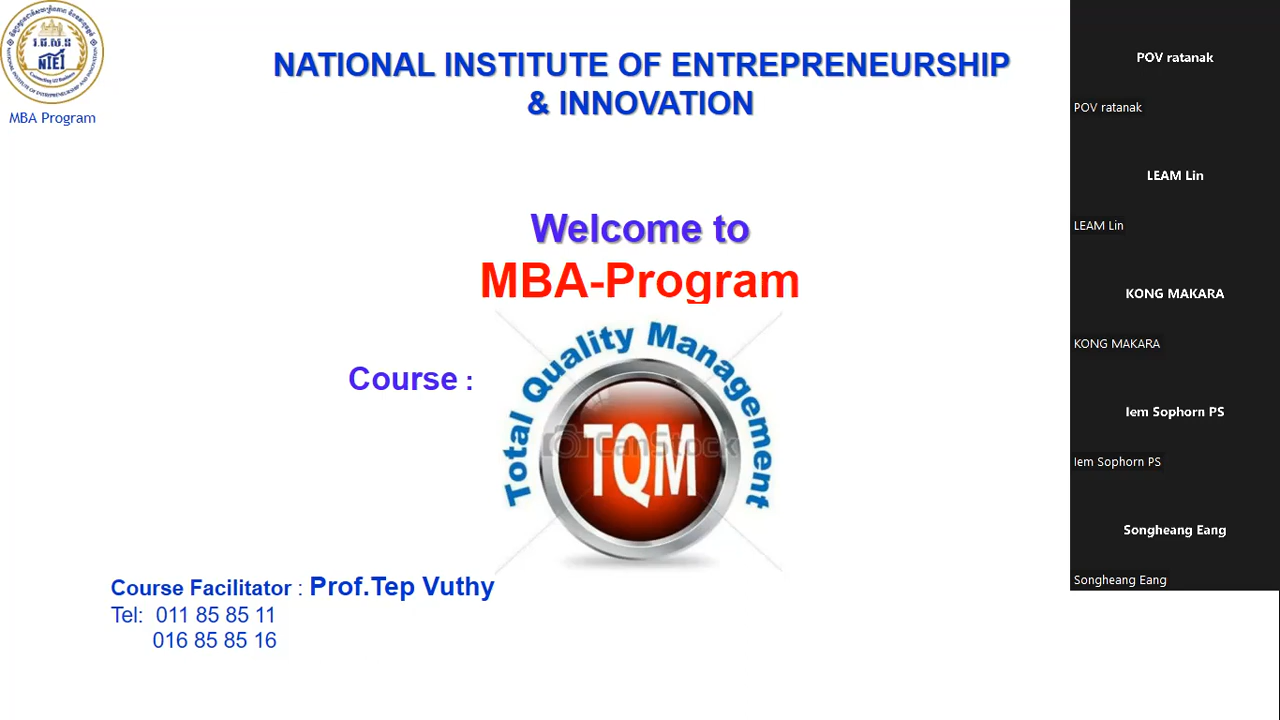 NIEI
MBA Program
NATIONAL INSTITUTE OF ENTREPRENEURSHIP
& INNOVATION
Welcome to
MBA-Program
Course :
Total Quality Management
TQM
CanStock
Course Facilitator : Prof.Tep Vuthy
Tel: 011 85 85 11
016 85 85 16
POV ratanak
POV ratanak
LEAM Lin
LEAM Lin
KONG MAKARA
KONG MAKARA
Iem Sophorn PS
Iem Sophorn PS
Songheang Eang
Songheang Eang